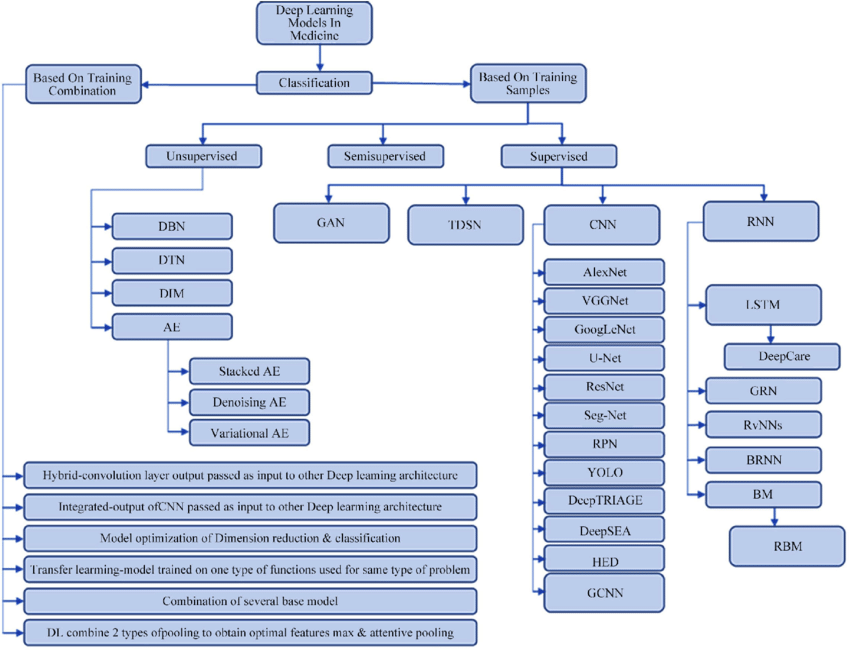 Deep Learning
Models In
Medicine
Based On Training
Combination
Classification
Based On Training
Samples
Unsupervised
Semisupervised
Supervised
DBN
DTN
DIM
AE
Stacked AE
Denoising AE
Variational AE
GAN
TDSN
CNN
RNN
AlexNet
VGGNet
GoogLeNet
U-Net
ResNet
Seg-Net
RPN
YOLO
DeepTRIAGE
DeepSEA
HED
GCNN
LSTM
DeepCare
GRN
RvNNs
BRNN
BM
RBM
Hybrid-convolution layer output passed as input to other Deep leaming architecture
Integrated-output ofCNN passed as input to other Deep learming architecture
Model optimization of Dimension reduction & classification
Transfer learning-model trained on one type of functions used for same type of problem
Combination of several base model
DL combine 2 types ofpooling to obtain optimal features max & attentive pooling